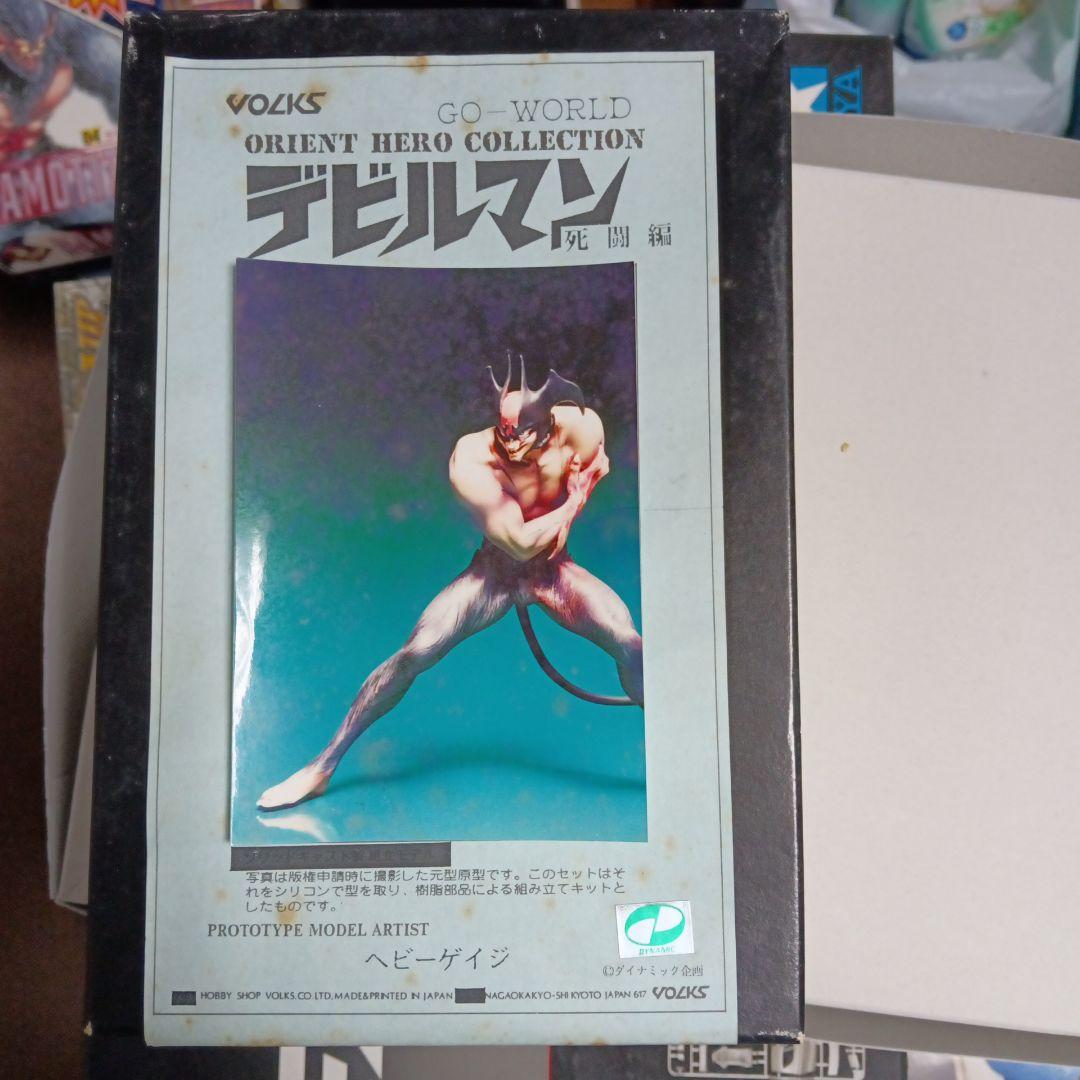 VOLKS
GO-WORLD
ORIENT HERO COLLECTION
デビルマン
死闘編
写真は版権申請時に撮影した元型原型です。このセットはそ
れをシリコンで型を取り、樹脂部品による組み立てキットと
したものです。
PROTOTYPE MODEL ARTIST
ヘビーゲイジ
DYNAMIC
©ダイナミック企画
HOBBY SHOP VOLKS.CO LTD, MADE&PRINTED IN JAPAN
NAGAOKAKYO-SHI KYOTO JAPAN 617 VOLKS
YA